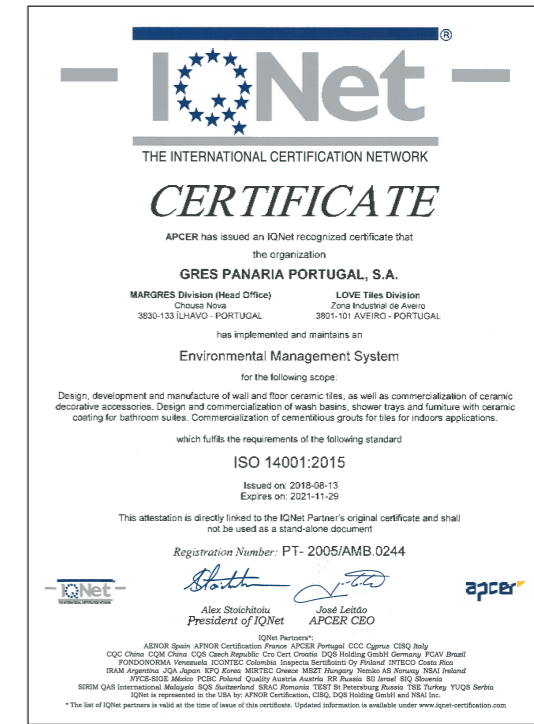 IQNet®
THE INTERNATIONAL CERTIFICATION NETWORK
CERTIFICATE
APCER has issued an IQNet recognized certificate that
the organization
GRES PANARIA PORTUGAL, S.A.
MARGRES Division (Head Office)
Chousa Nova
3830-133 ÍLHAVO - PORTUGAL
LOVE Tiles Division
Zona Industrial de Aveiro
3801-101 AVEIRO - PORTUGAL
has implemented and maintains an
Environmental Management System
for the following scope:
Design, development and manufacture of wall and floor ceramic tiles, as well as commercialization of ceramic
decorative accessories. Design and commercialization of wash basins, shower trays and furniture with ceramic
coating for bathroom suites. Commercialization of cementitious grouts for tiles for indoors applications.
which fulfils the requirements of the following standard
ISO 14001:2015
Issued on: 2018-08-13
Expires on: 2021-11-29
This attestation is directly linked to the IQNet Partner's original certificate and shall
not be used as a stand-alone document
Registration Number: PT- 2005/AMB.0244
IQNet
THE INTERNATIONAL CERTIFICATION NETWORK
Alex Stoichitoiu
President of IQNet
José Leitão
APCER CEO
apcer
IQNet Partners*:
AENOR Spain AFNOR Certification France APCER Portugal CCC Cyprus CISQ Italy
CQC China CQM China CQS Czech Republic Cro Cert Croatia DQS Holding GmbH Germany FCAV Brazil
FONDONORMA Venezuela ICONTEC Colombia Inspecta Sertifiointi Oy Finland INTECO Costa Rica
IRAM Argentina JQA Japan KFQ Korea MIRTEC Greece MSZT Hungary Nemko AS Norway NSAI Ireland
NYCE-SIGE México PCBC Poland Quality Austria Austria RR Russia SII Israel SIQ Slovenia
SIRIM QAS International Malaysia SQS Switzerland SRAC Romania TEST St Petersburg Russia TSE Turkey YUQS Serbia
IQNet is represented in the USA by: AFNOR Certification, CISQ, DQS Holding GmbH and NSAI Inc.
* The list of IQNet partners is valid at the time of issue of this certificate. Updated information is available under www.iqnet-certification.com